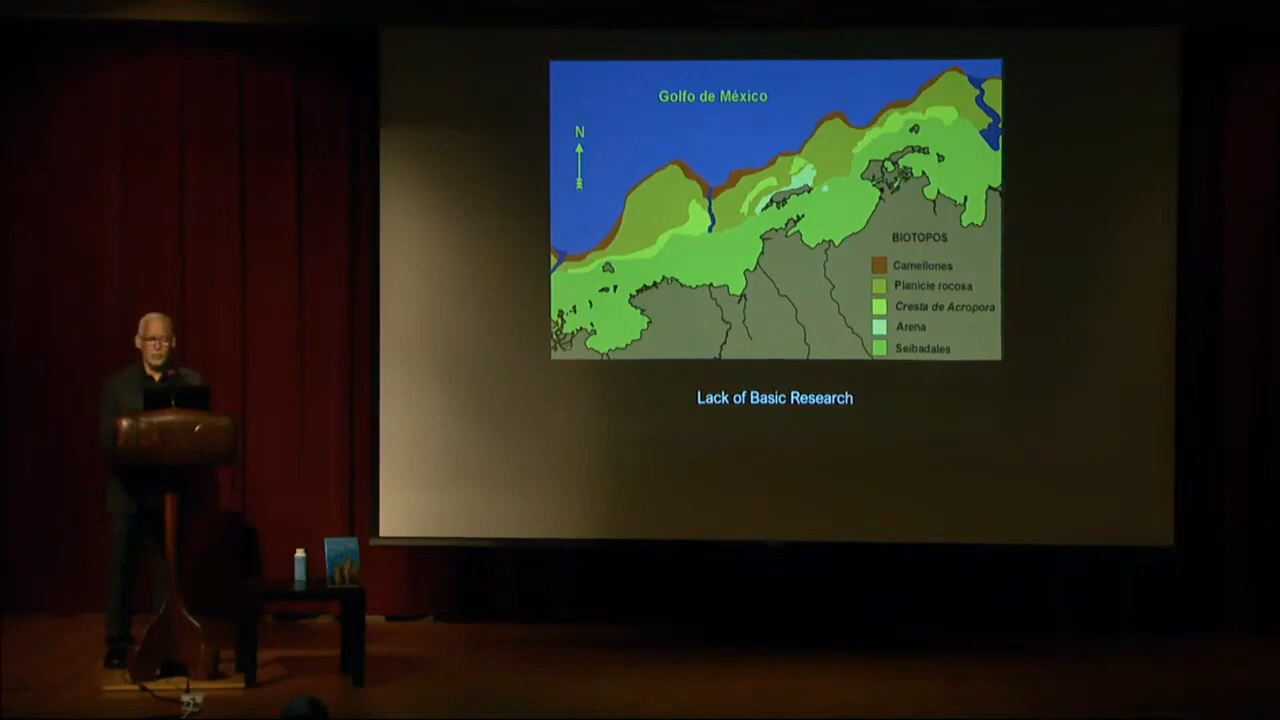 Golfo de México
N
BIOTOPOS
Camellones
Planicie rocosa
Cresta de Acropora
Arena
Seibadales
Lack of Basic Research